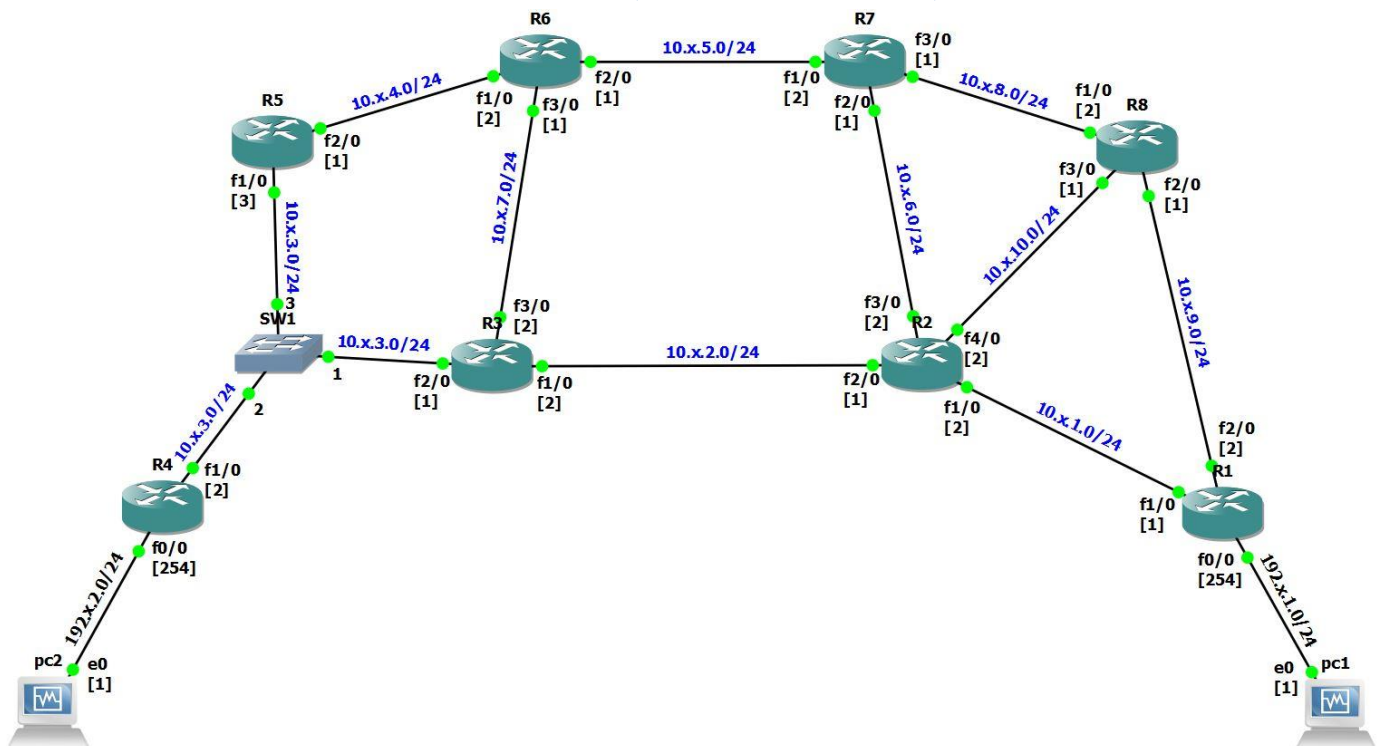 R6
R7
10.x.5.0/24
f3/0
[1]
f2/0
[1]
f1/0
[2]
10.x.4.0/24
f1/0
[2]
f3/0
[1]
f2/0
[1]
10.x.8.0/24
f1/0
[2]
R8
R5
f2/0
[1]
f1/0
[3]
10.x.3.0/24
10.x.7.0/24
10.x.6.0/24
f3/0
[1]
f2/0
[1]
10.x.10.0/24
10.x.9.0/24
3
SW1
10.x.3.0/24
1
2
f3/0
[2]
R3
f2/0
[1]
f1/0
[2]
10.x.2.0/24
f3/0
[2]
R2
f4/0
[2]
f2/0
[1]
f1/0
[2]
10.x.1.0/24
10.x.3.0/24
R4
f1/0
[2]
f0/0
[254]
f2/0
[2]
R1
f1/0
[1]
f0/0
[254]
192.x.2.0/24
192.x.1.0/24
pc2
e0
[1]
e0
[1]
pc1